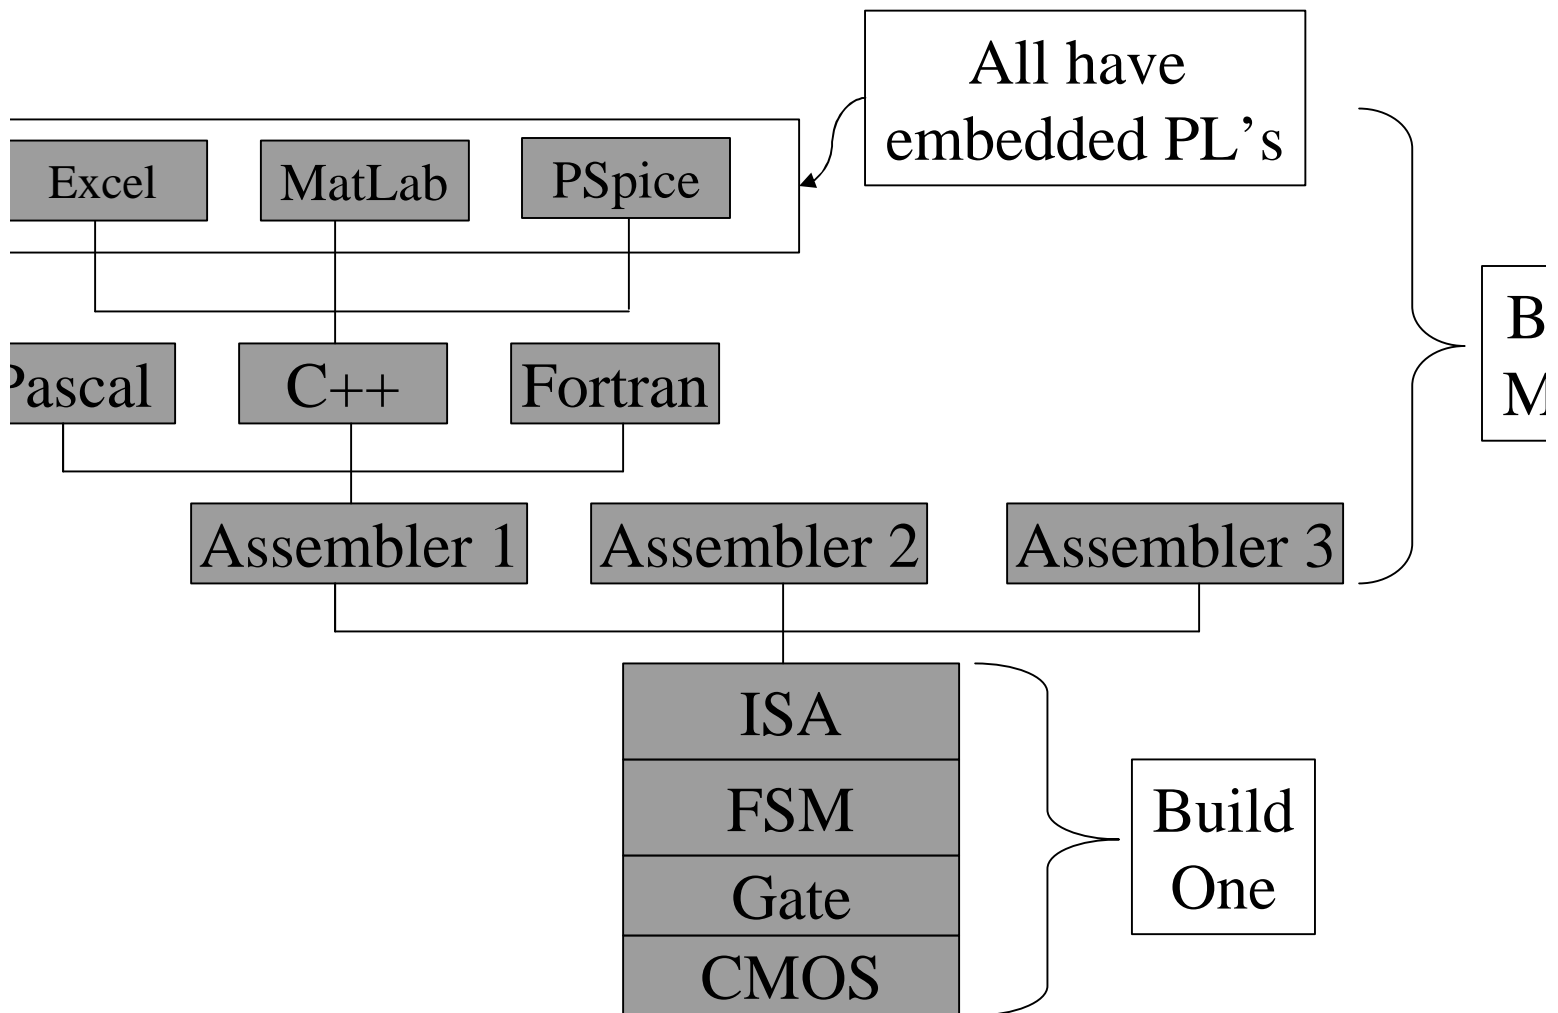 All have
embedded PL's
Excel MatLab PSpice
Pascal C++ Fortran
Assembler 1 Assembler 2 Assembler 3
ISA
FSM
Gate
CMOS
Build
One